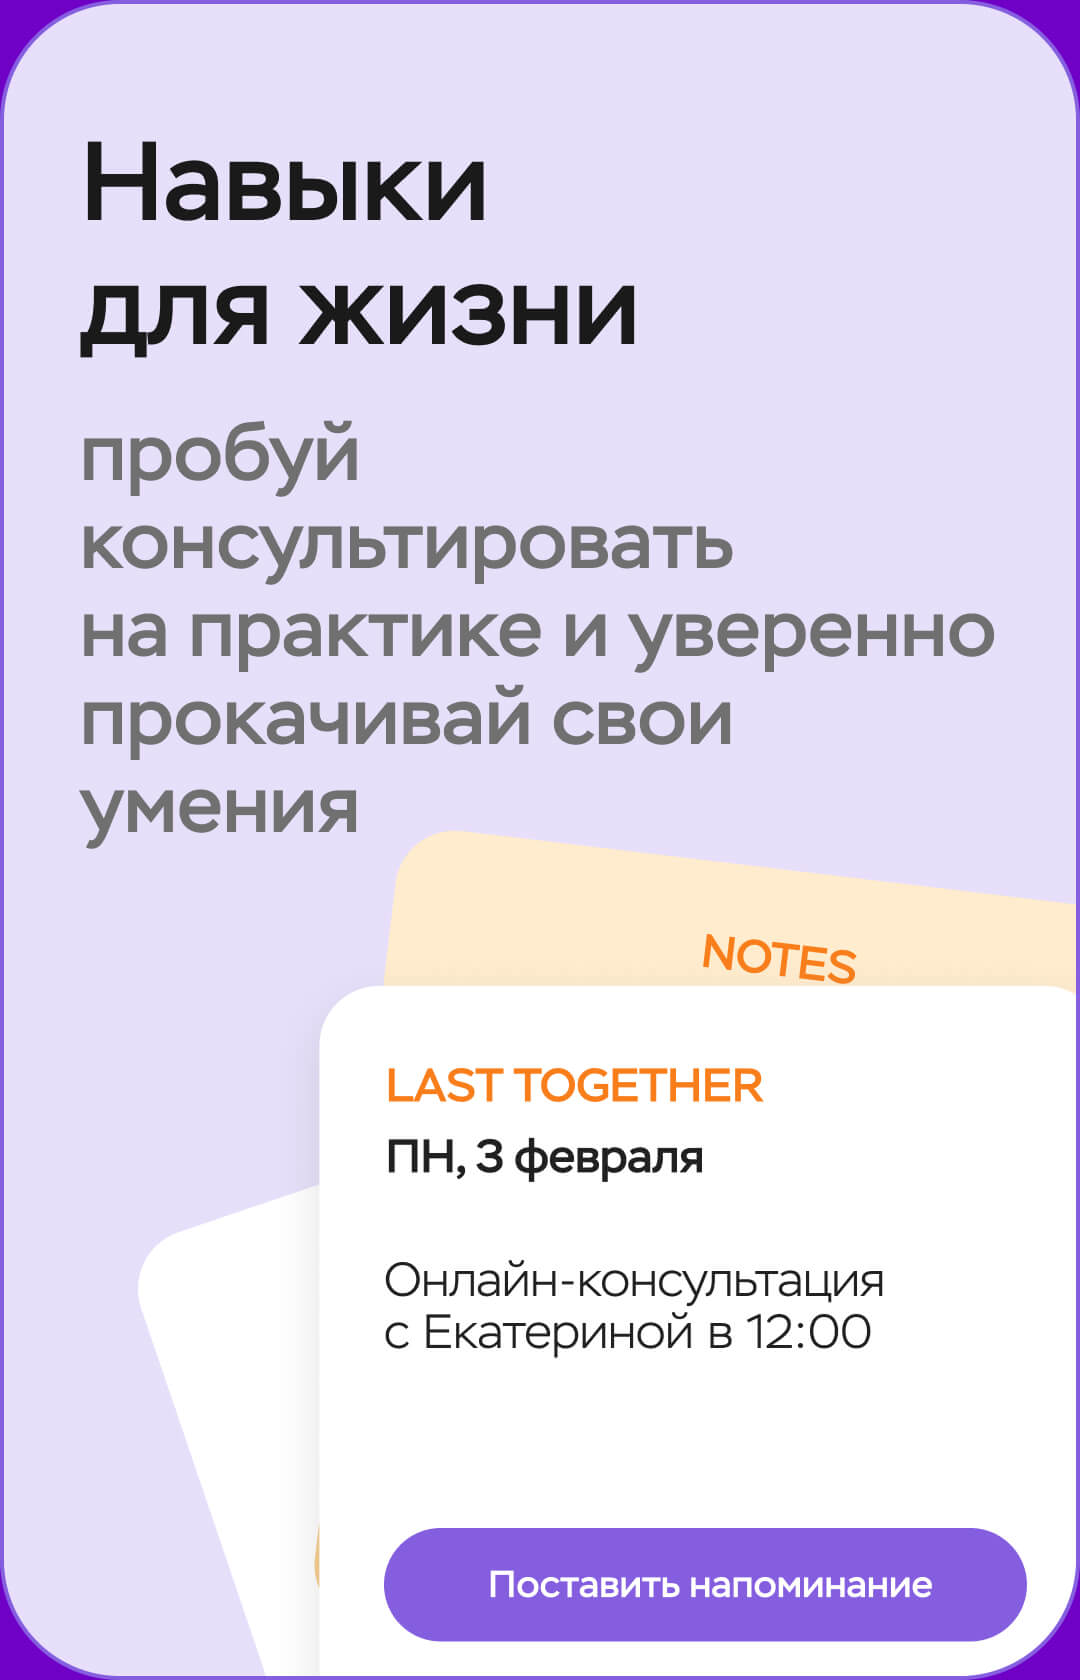 Навыки
для жизни
пробуй
консультировать
на практике и уверенно
прокачивай свои
умения
NOTES
LAST TOGETHER
ПН, 3 февраля
Онлайн-консультация
с Екатериной в 12:00
Поставить напоминание